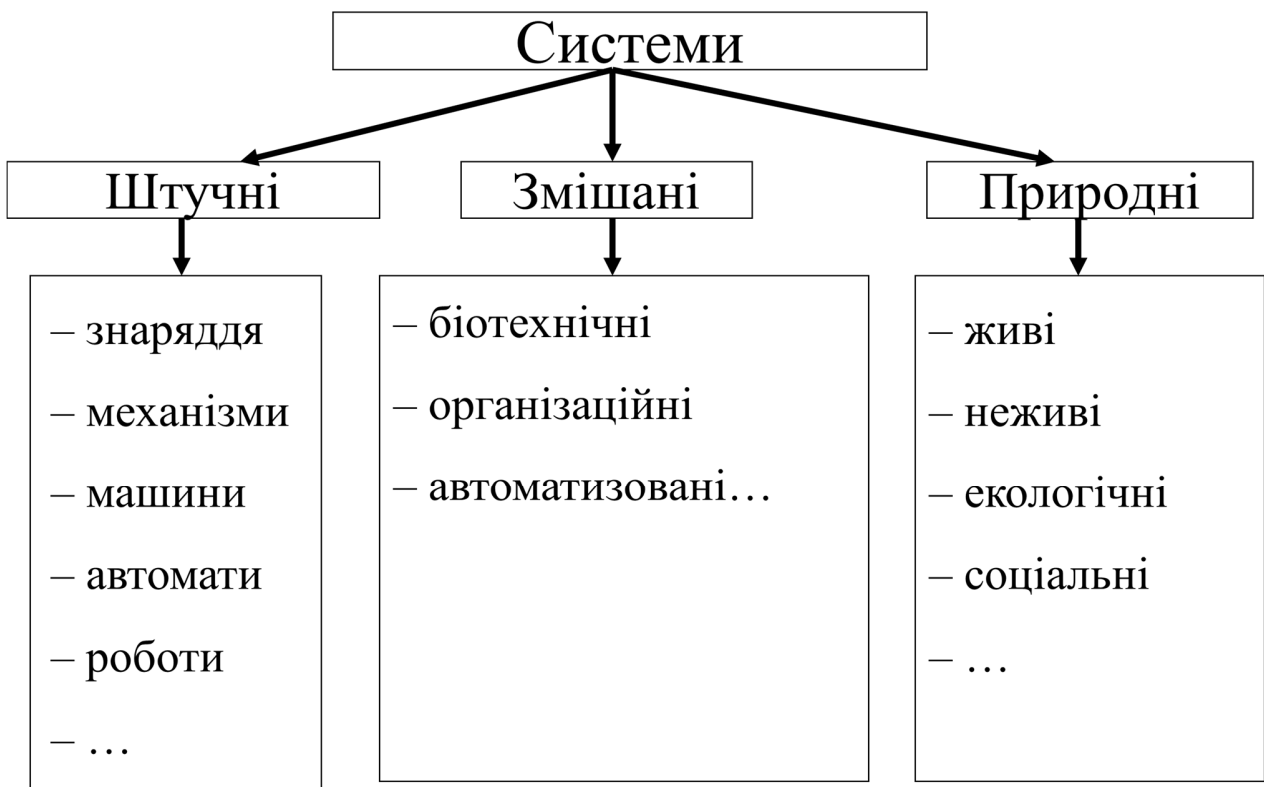 Системи
Штучні
Змішані
Природні
– знаряддя
– механізми
– машини
– автомати
– роботи
– …
– біотехнічні
– організаційні
– автоматизовані…
– живі
– неживі
– екологічні
– соціальні
– …